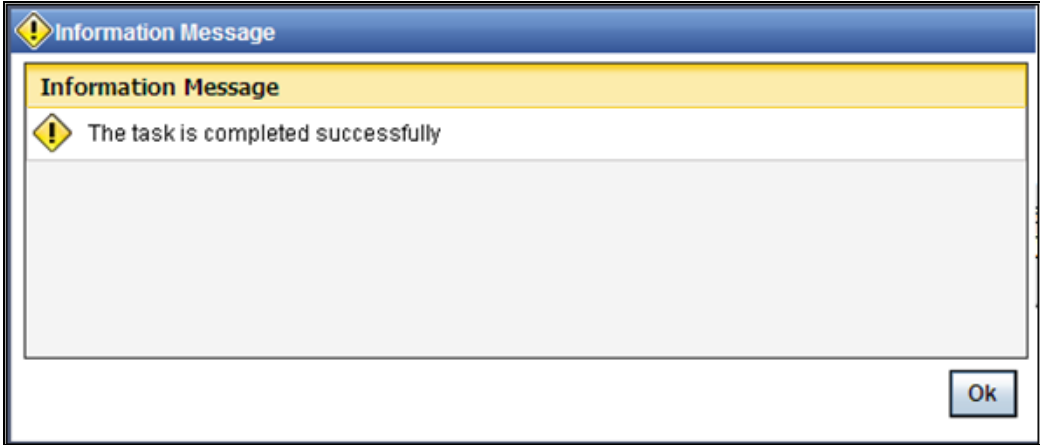 Information Message
Information Message
The task is completed successfully
Ok